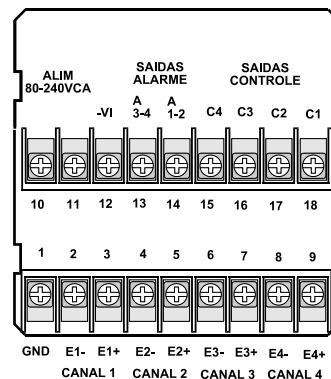 ALIM
80-240VCA
SAIDAS
ALARME
SAIDAS
CONTROLE
-VI A
3-4 A
1-2 C4 C3 C2 C1
10 11 12 13 14 15 16 17 18
1 2 3 4 5 6 7 8 9
GND E1- E1+ E2- E2+ E3- E3+ E4- E4+
CANAL 1 CANAL 2 CANAL 3 CANAL 4